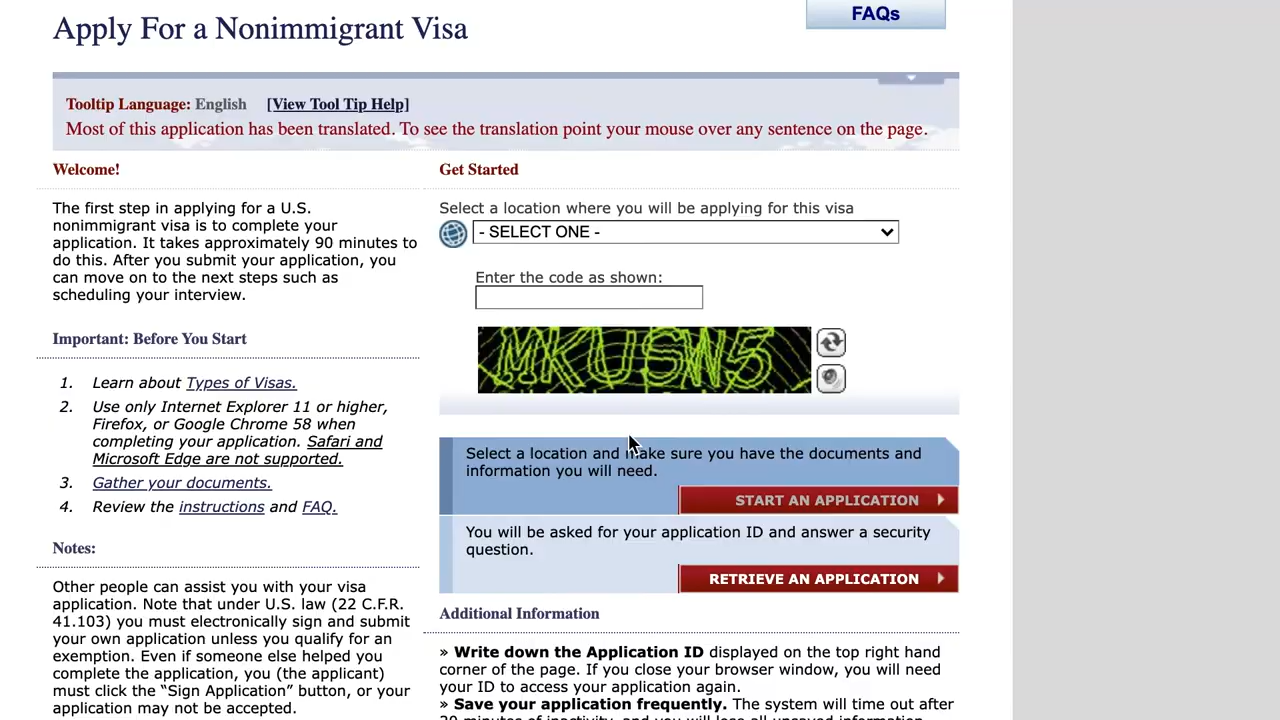 Apply For a Nonimmigrant Visa
FAQs
Tooltip Language: English [View Tool Tip Help]
Most of this application has been translated. To see the translation point your mouse over any sentence on the page.
Welcome!
The first step in applying for a U.S.
nonimmigrant visa is to complete your
application. It takes approximately 90 minutes to
do this. After you submit your application, you
can move on to the next steps such as
scheduling your interview.
Important: Before You Start
1. Learn about Types of Visas.
2. Use only Internet Explorer 11 or higher,
Firefox, or Google Chrome 58 when
completing your application. Safari and
Microsoft Edge are not supported.
3. Gather your documents.
4. Review the instructions and FAQ.
Notes:
Other people can assist you with your visa
application. Note that under U.S. law (22 C.F.R.
41.103) you must electronically sign and submit
your own application unless you qualify for an
exemption. Even if someone else helped you
complete the application, you (the applicant)
must click the “Sign Application” button, or your
application may not be accepted.
Get Started
Select a location where you will be applying for this visa
- SELECT ONE -
Enter the code as shown:
MKUSW5
Select a location and make sure you have the documents and
information you will need.
START AN APPLICATION
You will be asked for your application ID and answer a security
question.
RETRIEVE AN APPLICATION
Additional Information
» Write down the Application ID displayed on the top right hand
corner of the page. If you close your browser window, you will need
your ID to access your application again.
» Save your application frequently. The system will time out after
20 minutes of inactivity, and you will lose all unsaved information